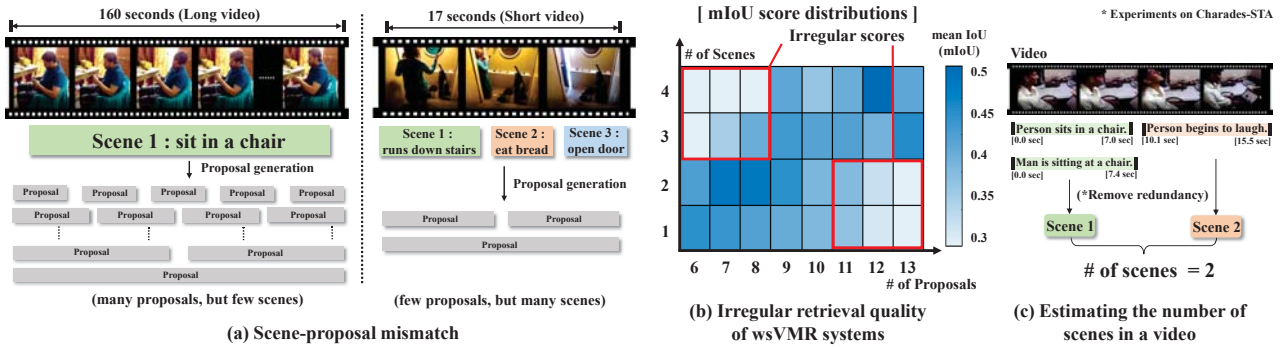 160 seconds (Long video)
Scene 1 : sit in a chair
Proposal generation
Proposal Proposal Proposal Proposal Proposal
Proposal Proposal Proposal Proposal
Proposal Proposal
Proposal
(many proposals, but few scenes)
17 seconds (Short video)
Scene 1 :
runs down stairs
Scene 2 :
eat bread
Scene 3 :
open door
Proposal generation
Proposal Proposal
Proposal
(few proposals, but many scenes)
(a) Scene-proposal mismatch
[ mIoU score distributions ]
Irregular scores
# of Scenes
4
3
2
1
6 7 8 9 10 11 12 13
# of Proposals
mean IoU
(mIoU)
0.5
0.45
0.4
0.35
0.3
(b) Irregular retrieval quality
of wsVMR systems
* Experiments on Charades-STA
Video
Person sits in a chair.
[0.0 sec] [7.0 sec]
Person begins to laugh.
[10.1 sec] [15.5 sec]
Man is sitting at a chair.
[0.0 sec] [7.4 sec]
(*Remove redundancy)
Scene 1 Scene 2
# of scenes = 2
(c) Estimating the number
of scenes in a video